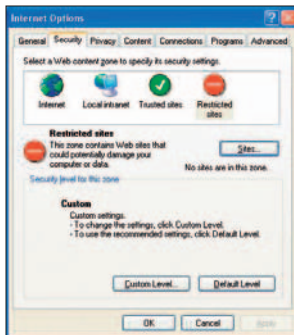 Internet Options
General Security Privacy Content Connections Programs Advanced
Select a Web content zone to specify its security settings.
Internet Local intranet Trusted sites Restricted sites
Restricted sites
This zone contains Web sites that
could potentially damage your
computer or data.
Sites...
No sites are in this zone.
Security level for this zone
Custom
Custom settings.
- To change the settings, click Custom Level.
- To use the recommended settings, click Default Level.
Custom Level... Default Level
OK Cancel Apply